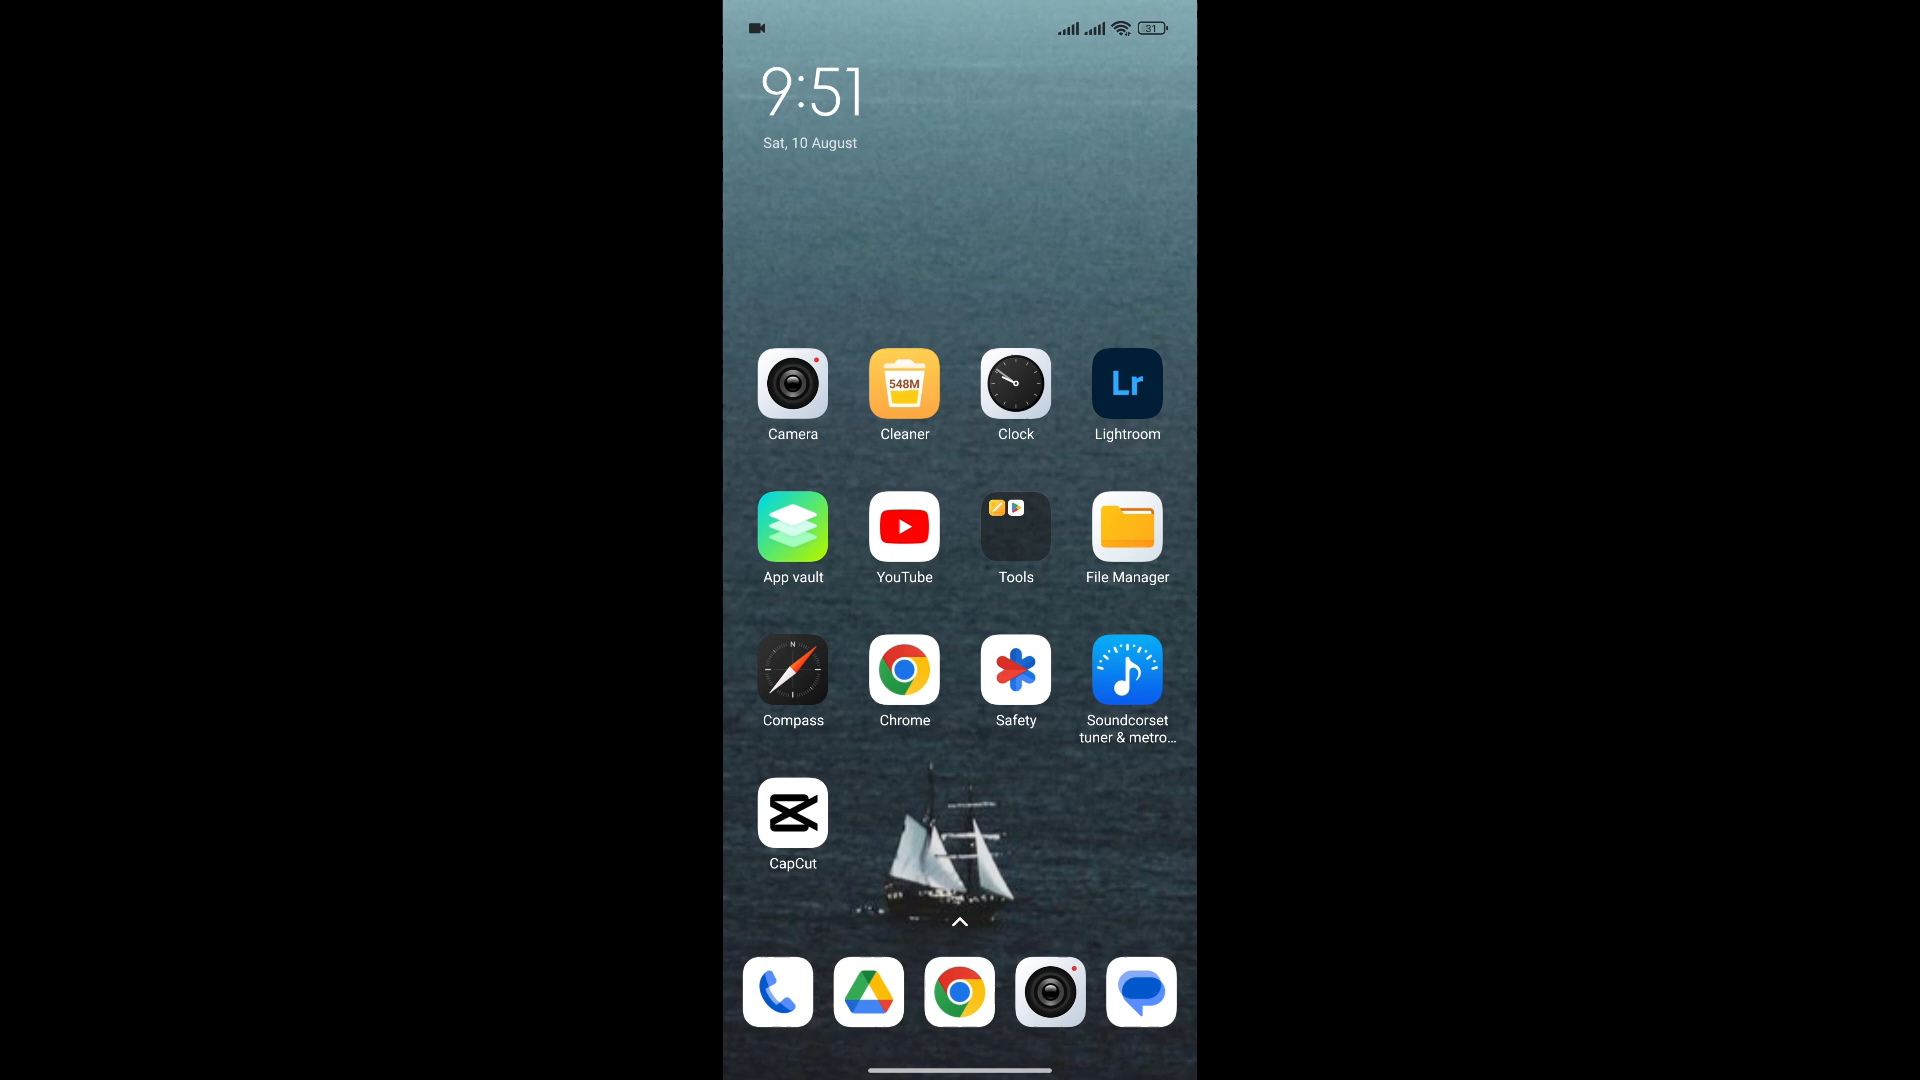 31
9:51
Sat, 10 August
548M
Lr
Camera
Cleaner
Clock
Lightroom
App vault
YouTube
Tools
File Manager
N
Compass
Chrome
Safety
Soundcorset
tuner & metro...
CapCut